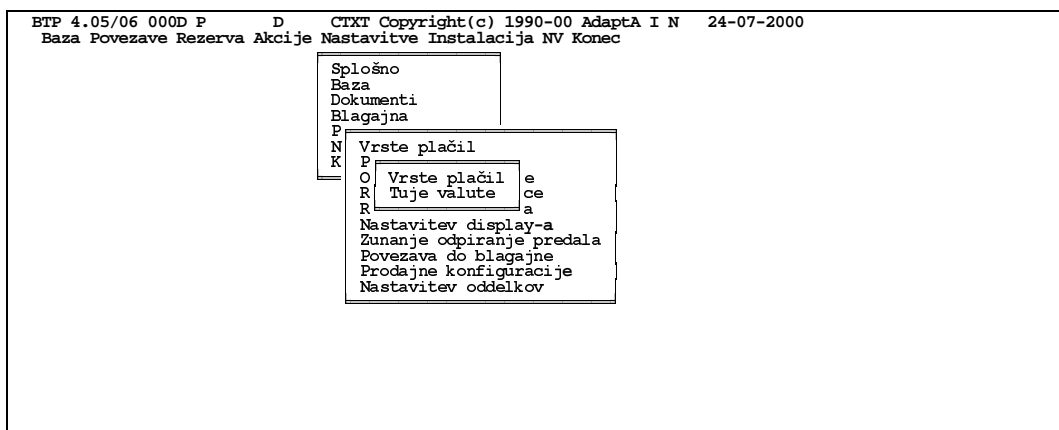 BTP 4.05/06 000D P D CTXT Copyright(c) 1990-00 AdaptA I N 24-07-2000
Baza Povezave Rezerva Akcije Nastavitve Instalacija NV Konec
Splošno
Baza
Dokumenti
Blagajna
P
N
K
Vrste plačil
P
O
R
R
Vrste plačil
Tuje valute
e
ce
a
Nastavitev display-a
Zunanje odpiranje predala
Povezava do blagajne
Prodajne konfiguracije
Nastavitev oddelkov